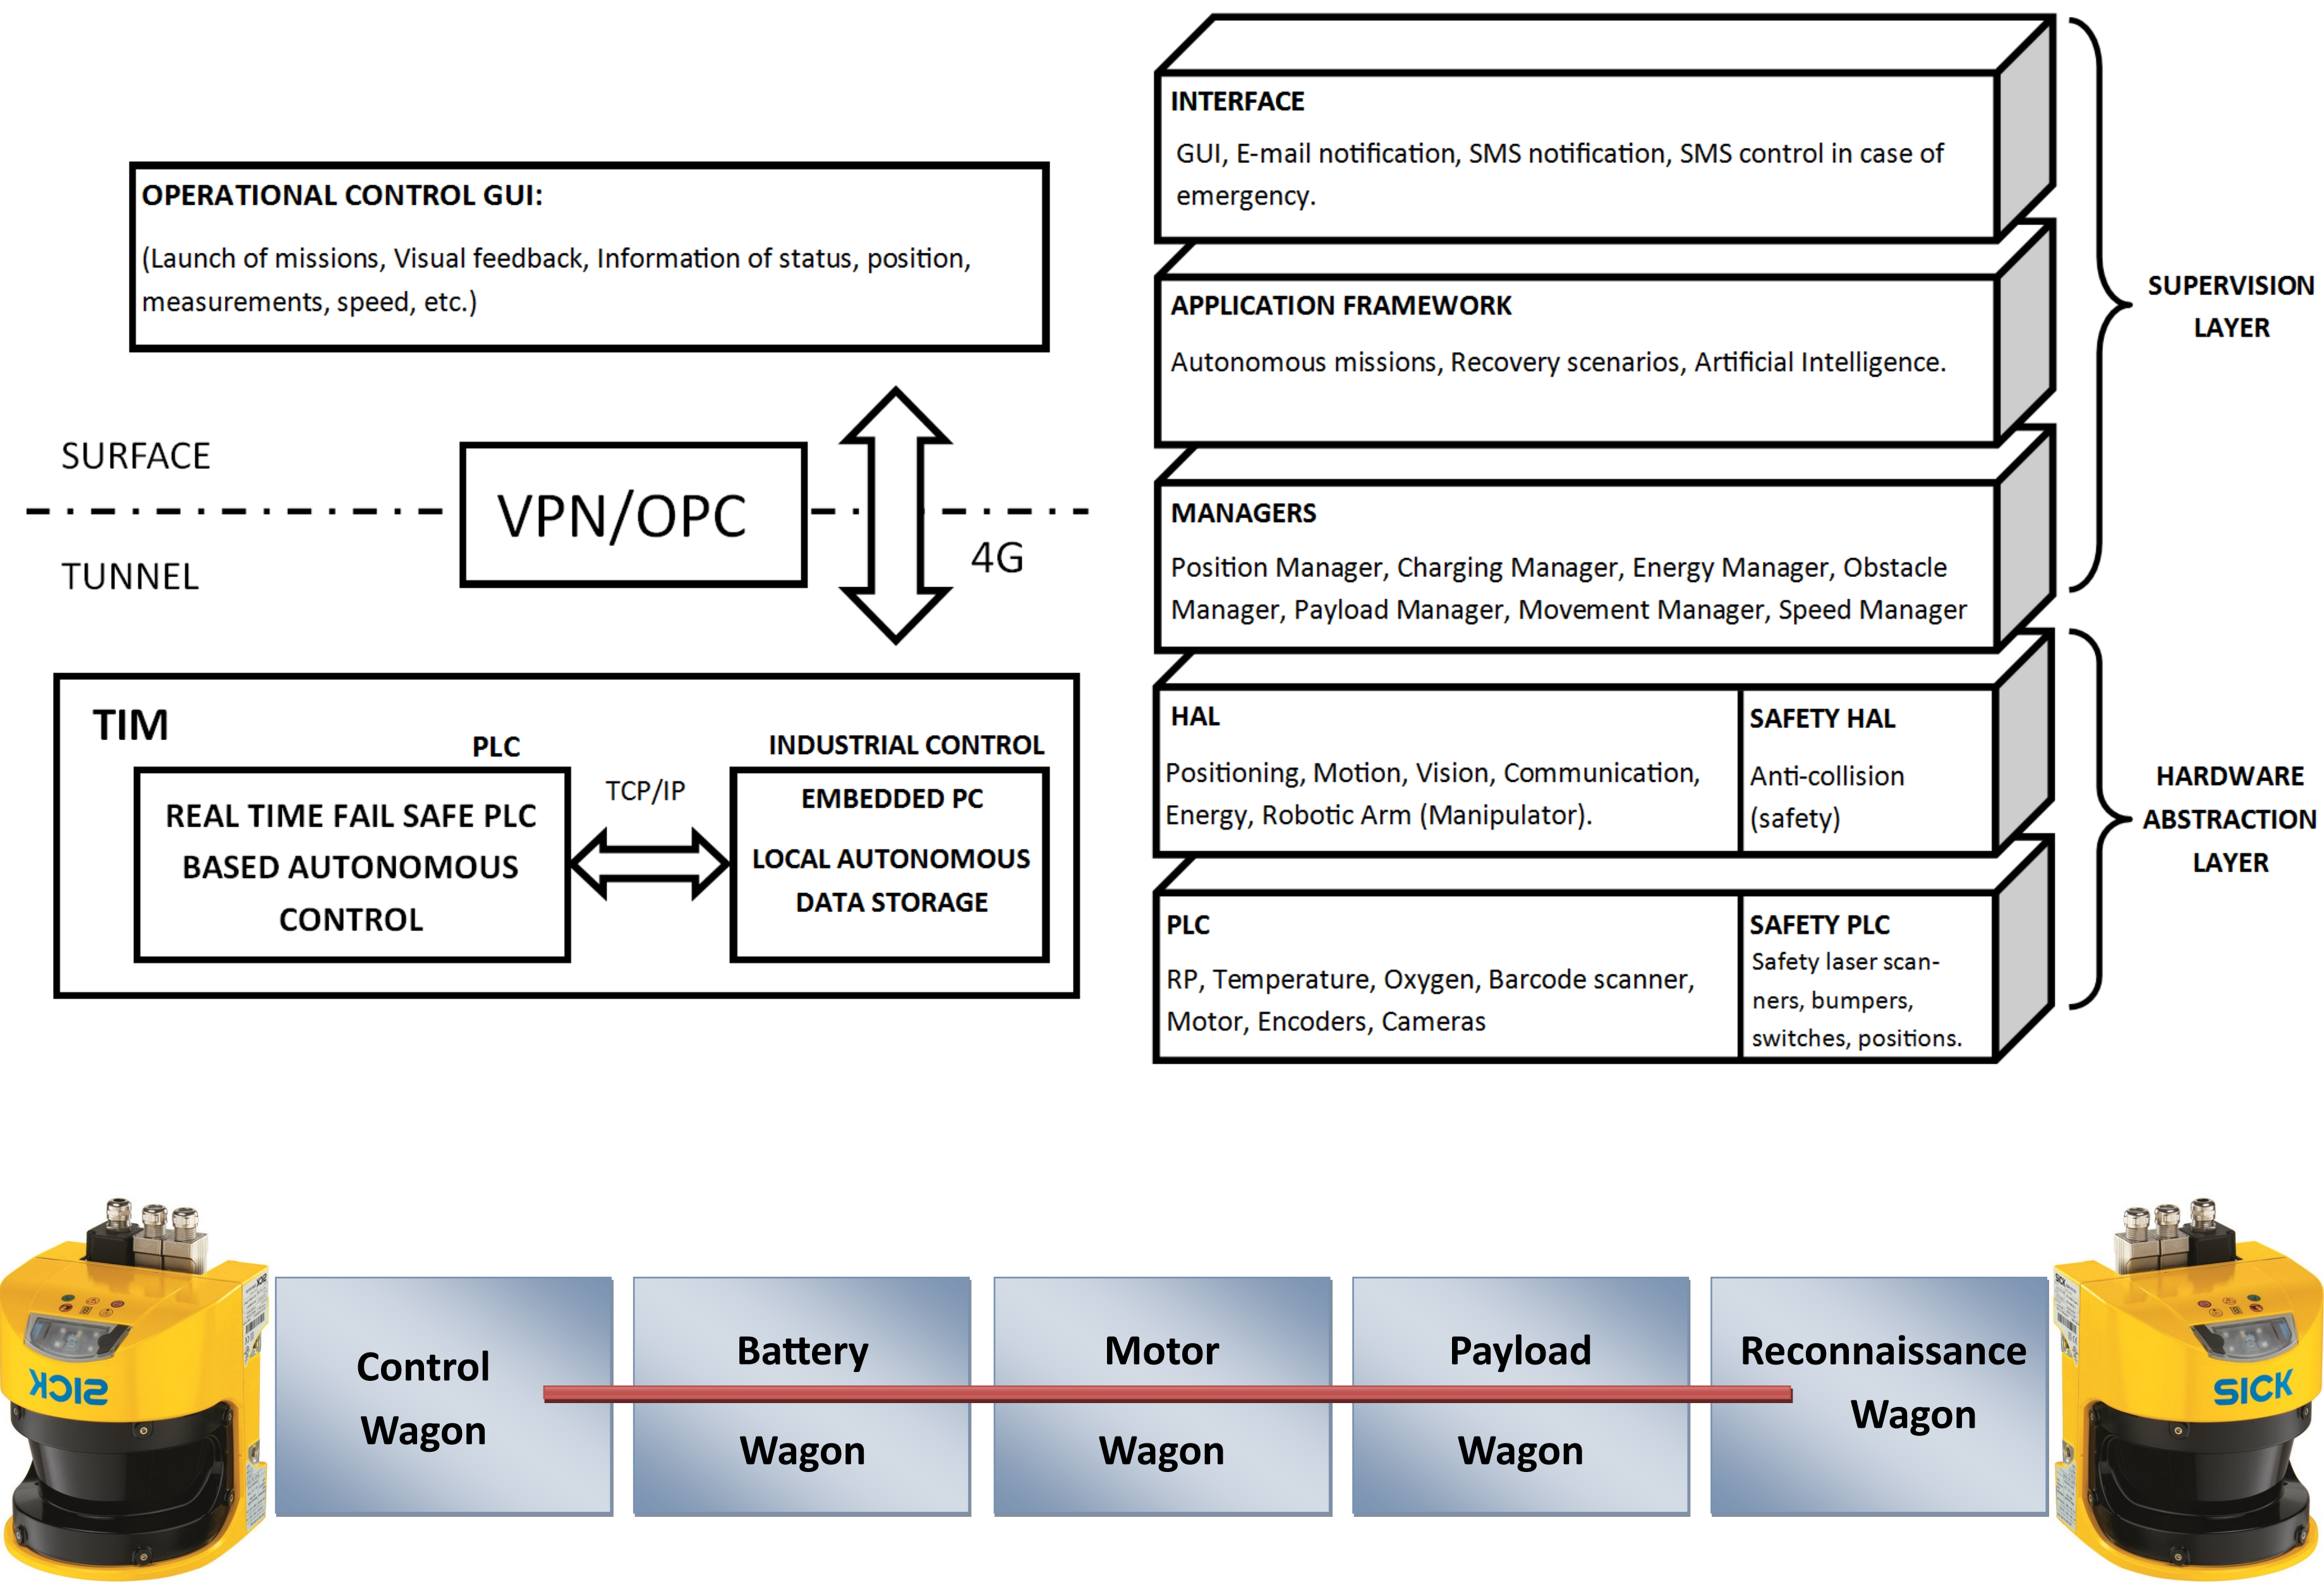 OPERATIONAL CONTROL GUI:
(Launch of missions, Visual feedback, Information of status, position,
measurements, speed, etc.)
SURFACE
VPN/OPC
TUNNEL
4G
TIM
PLC
REAL TIME FAIL SAFE PLC
BASED AUTONOMOUS
CONTROL
TCP/IP
INDUSTRIAL CONTROL
EMBEDDED PC
LOCAL AUTONOMOUS
DATA STORAGE
INTERFACE
GUI, E-mail notification, SMS notification, SMS control in case of
emergency.
APPLICATION FRAMEWORK
Autonomous missions, Recovery scenarios, Artificial Intelligence.
MANAGERS
Position Manager, Charging Manager, Energy Manager, Obstacle
Manager, Payload Manager, Movement Manager, Speed Manager
SUPERVISION
LAYER
HAL
Positioning, Motion, Vision, Communication,
Energy, Robotic Arm (Manipulator).
SAFETY HAL
Anti-collision
(safety)
PLC
RP, Temperature, Oxygen, Barcode scanner,
Motor, Encoders, Cameras
SAFETY PLC
Safety laser scan-
ners, bumpers,
switches, positions.
HARDWARE
ABSTRACTION
LAYER
SICK
Control
Wagon
Battery
Wagon
Motor
Wagon
Payload
Wagon
Reconnaissance
Wagon
SICK